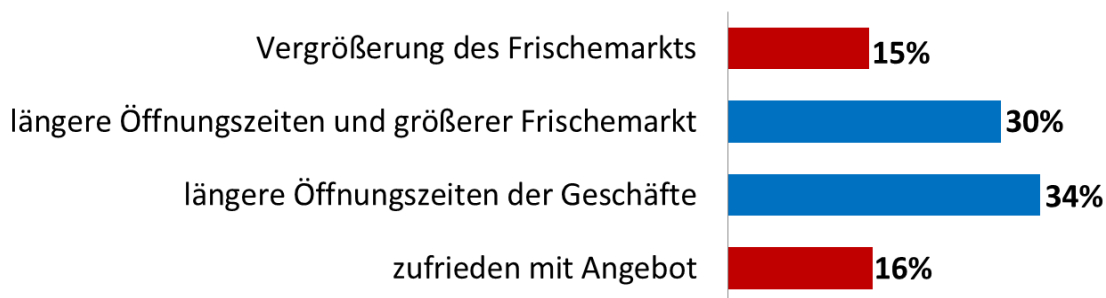 Vergrößerung des Frischemarkts 15%
längere Öffnungszeiten und größerer Frischemarkt 30%
längere Öffnungszeiten der Geschäfte 34%
zufrieden mit Angebot 16%